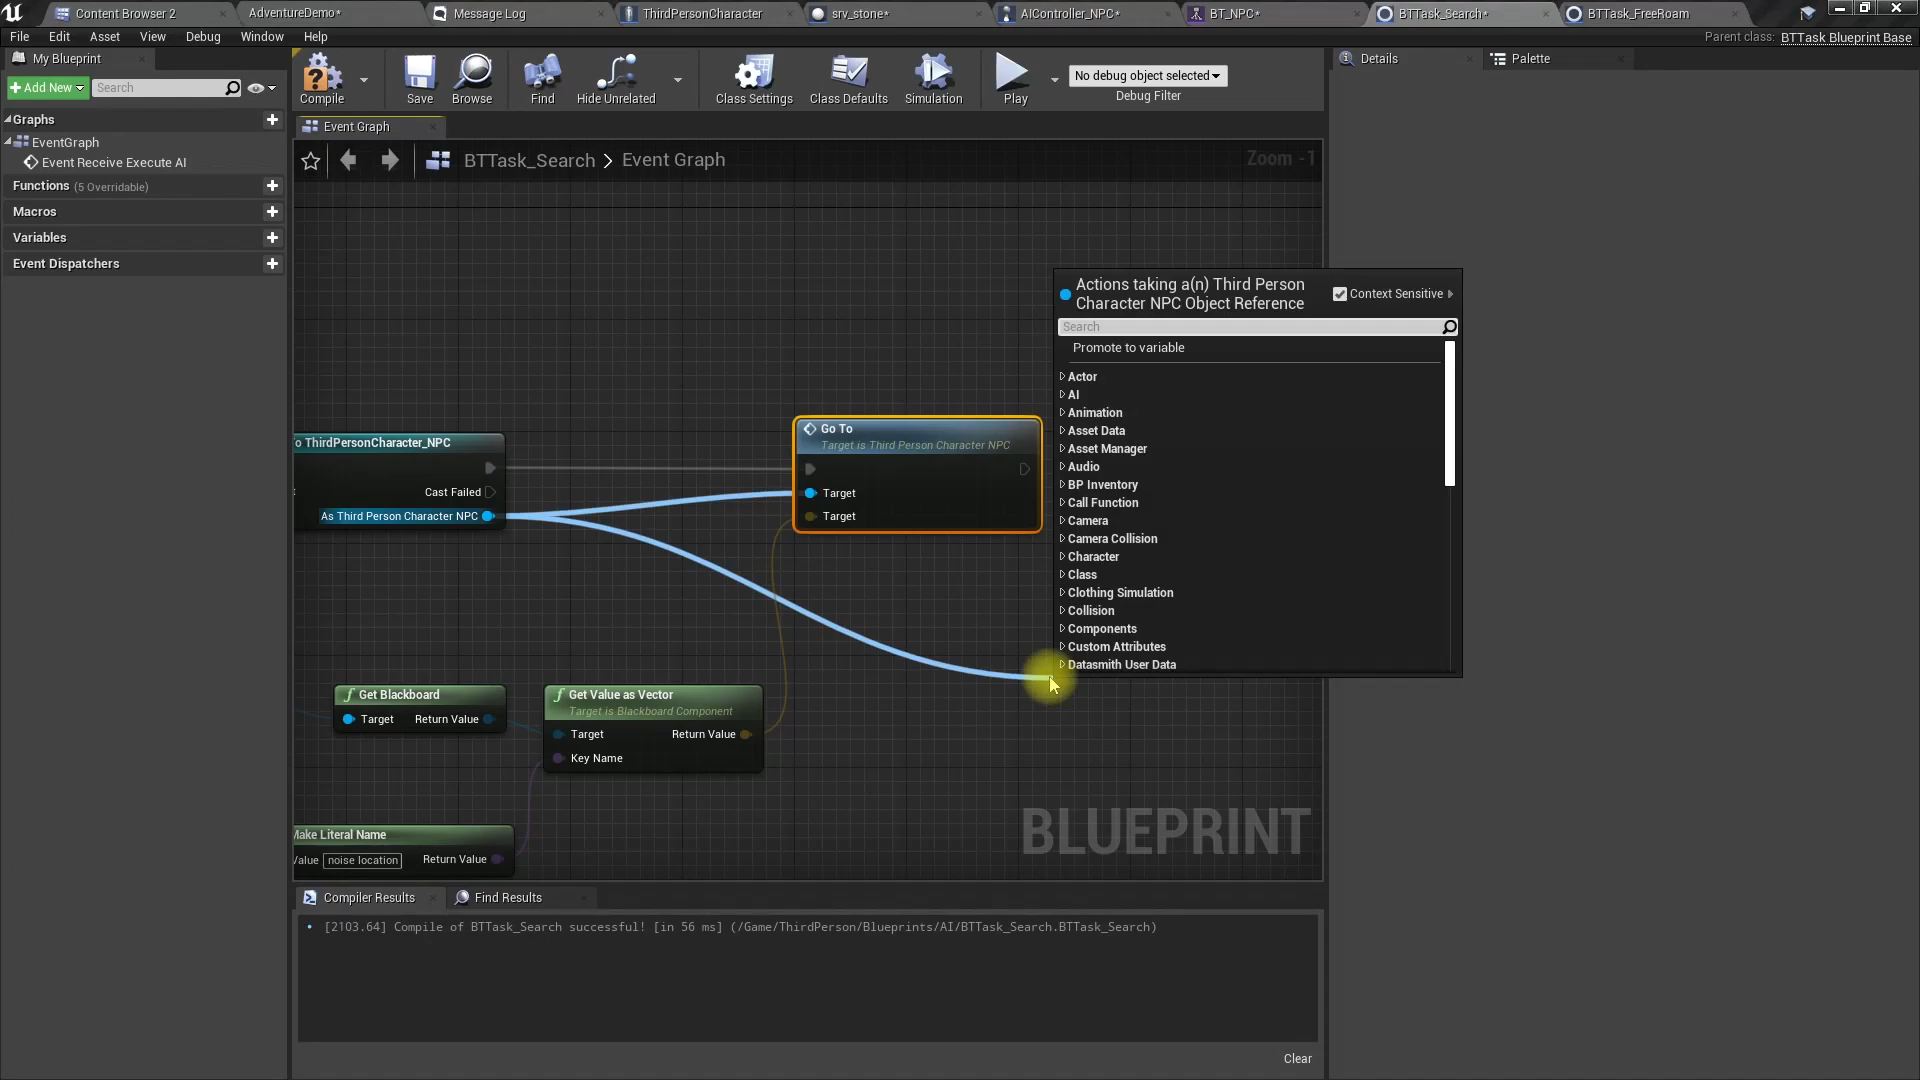 Content Browser 2
AdventureDemo*
Message Log
ThirdPersonCharacter
srv_stone*
AIController_NPC*
BT_NPC*
BTTask_Search*
BTTask_FreeRoam
File Edit Asset View Debug Window Help
Parent class: BTTask Blueprint Base
My Blueprint
Add New
Search
Graphs
EventGraph
Event Receive Execute AI
Functions (5 Overridable)
Macros
Variables
Event Dispatchers
Compile
Save
Browse
Find
Hide Unrelated
Class Settings
Class Defaults
Simulation
Play
No debug object selected
Debug Filter
Details
Palette
Event Graph
BTTask_Search > Event Graph
Zoom -1
o ThirdPersonCharacter_NPC
Cast Failed
As Third Person Character NPC
Go To
Target is Third Person Character NPC
Target
Target
Get Blackboard
Target Return Value
Get Value as Vector
Target is Blackboard Component
Target Return Value
Key Name
Make Literal Name
Value noise location Return Value
BLUEPRINT
Actions taking a(n) Third Person
Character NPC Object Reference
Context Sensitive
Search
Promote to variable
Actor
AI
Animation
Asset Data
Asset Manager
Audio
BP Inventory
Call Function
Camera
Camera Collision
Character
Class
Clothing Simulation
Collision
Components
Custom Attributes
Datasmith User Data
Compiler Results
Find Results
[2103.64] Compile of BTTask_Search successful! [in 56 ms] (/Game/ThirdPerson/Blueprints/AI/BTTask_Search.BTTask_Search)
Clear